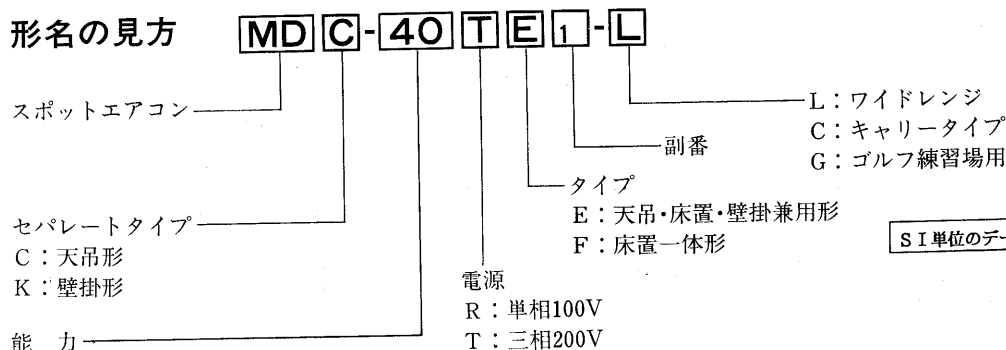 形名の見方 MDC-40TE1-L
スポットエアコン
L：ワイドレンジ
C：キャリータイプ
G：ゴルフ練習場用
副番
タイプ
E：天吊・床置・壁掛兼用形
F：床置一体形
セパレートタイプ
C：天吊形
K：壁掛形
SI単位のデー
電源
R：単相100V
T：三相200V
能 力